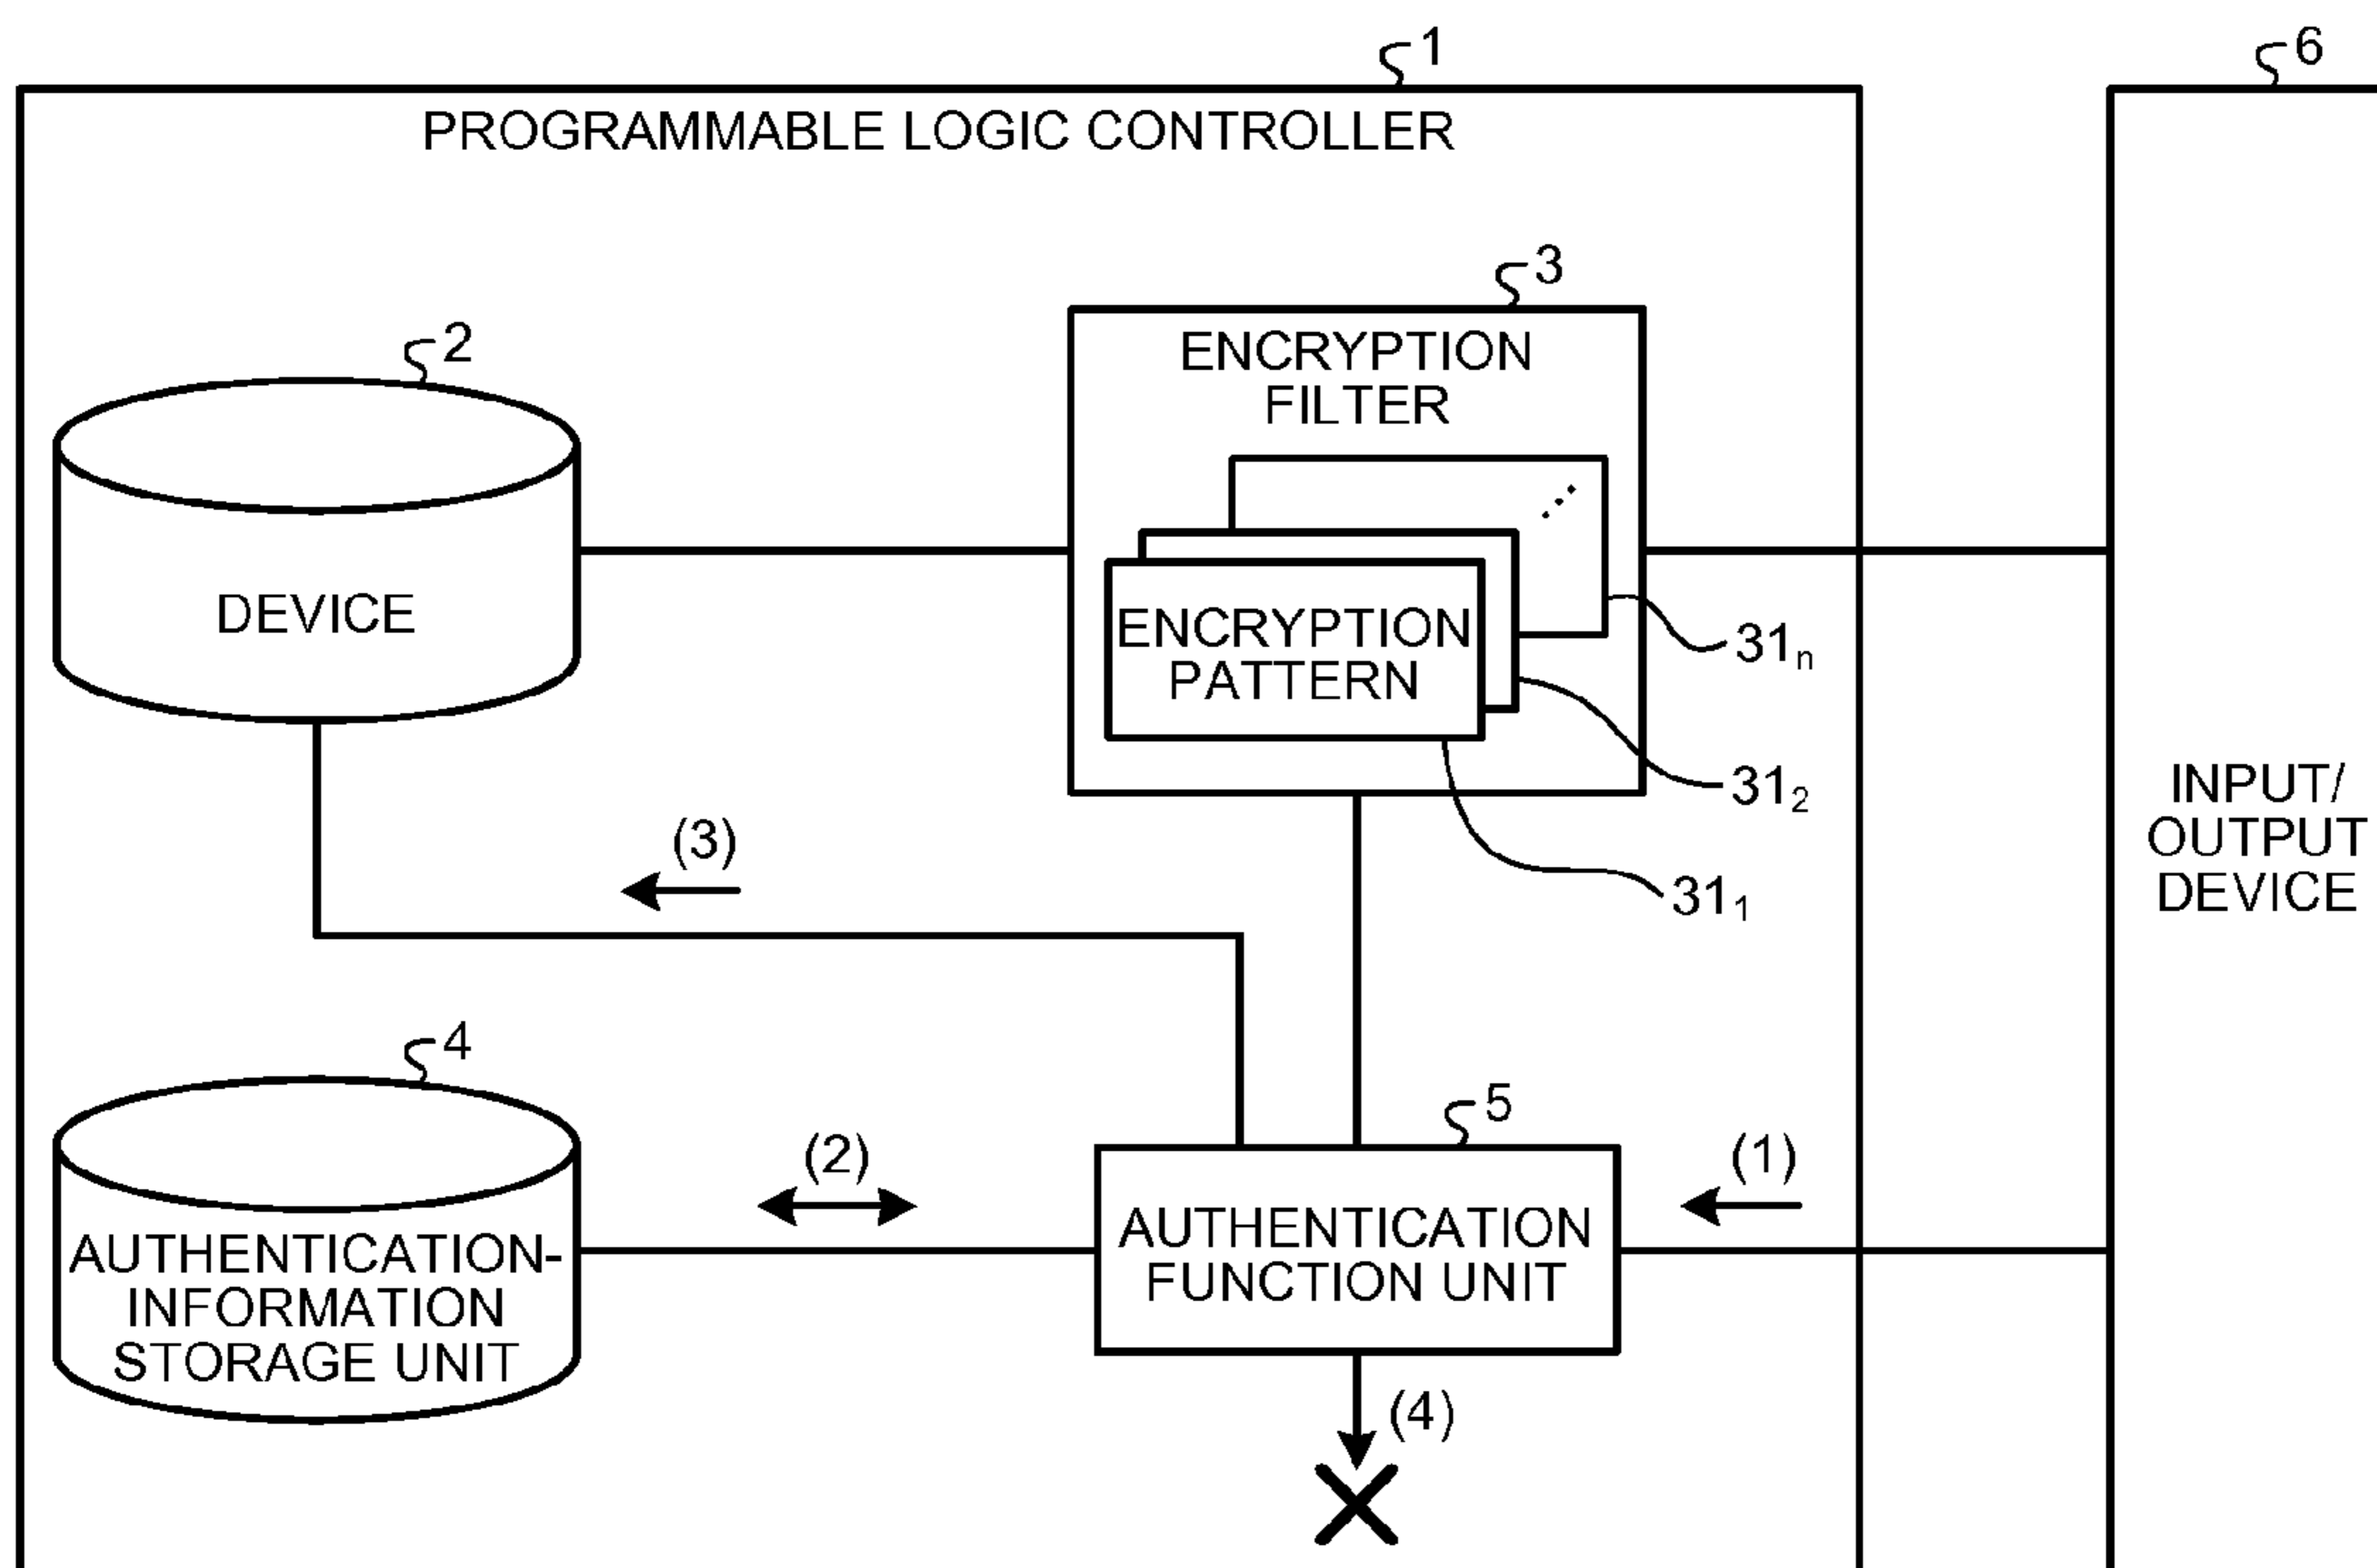 1
6
PROGRAMMABLE LOGIC CONTROLLER
3
ENCRYPTION
FILTER
2
DEVICE
ENCRYPTION
PATTERN
31n
312
311
INPUT/
OUTPUT
DEVICE
(3)
4
5
(2)
(1)
AUTHENTICATION-
INFORMATION
STORAGE UNIT
AUTHENTICATION
FUNCTION UNIT
(4)